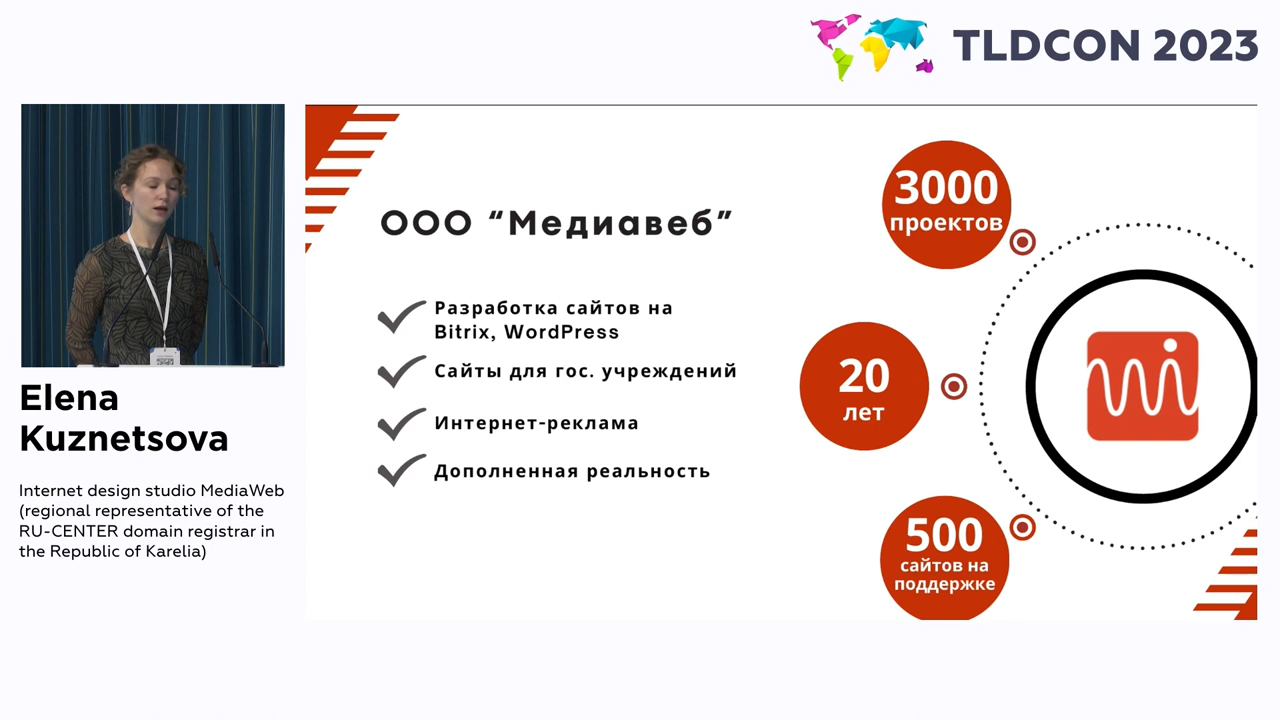 TLDCON 2023
Elena
Kuznetsova
Internet design studio MediaWeb
(regional representative of the
RU-CENTER domain registrar in
the Republic of Karelia)
ООО “Медиавеб”
Разработка сайтов на
Bitrix, WordPress
Сайты для гос. учреждений
Интернет-реклама
Дополненная реальность
3000
проектов
20
лет
500
сайтов на
поддержке